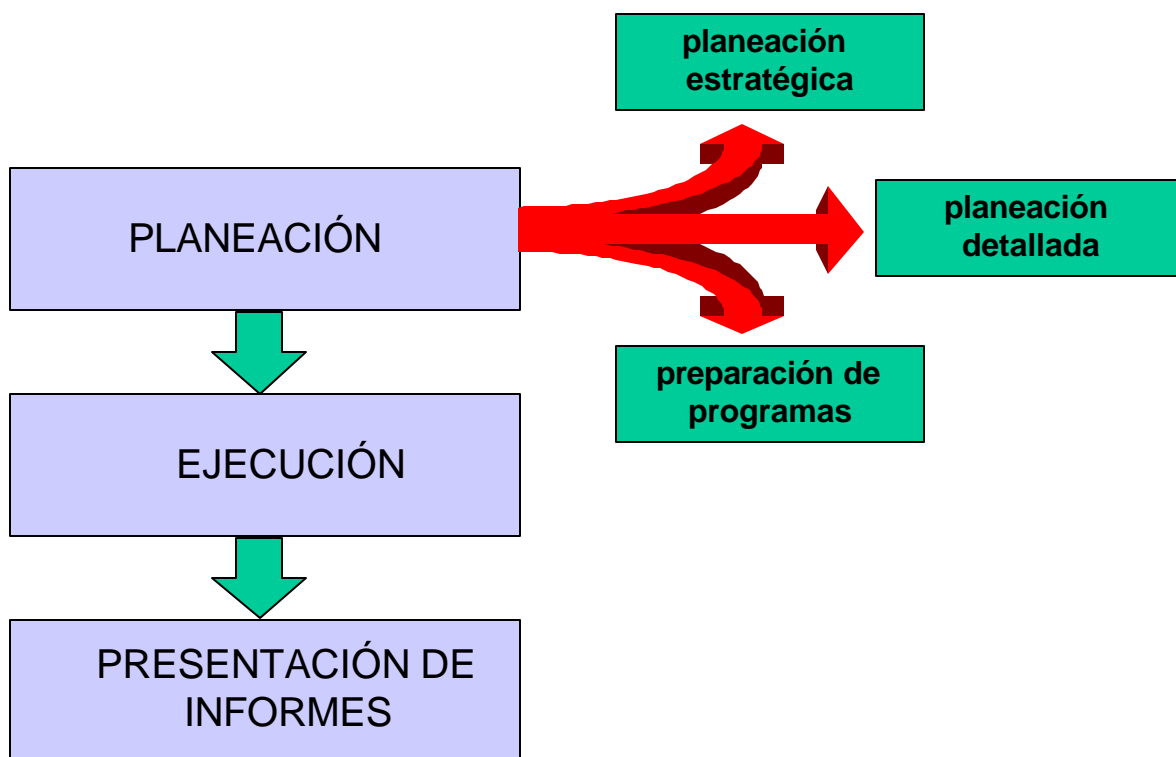 planeación
estratégica
PLANEACIÓN
planeación
detallada
preparación de
programas
EJECUCIÓN
PRESENTACIÓN DE
INFORMES